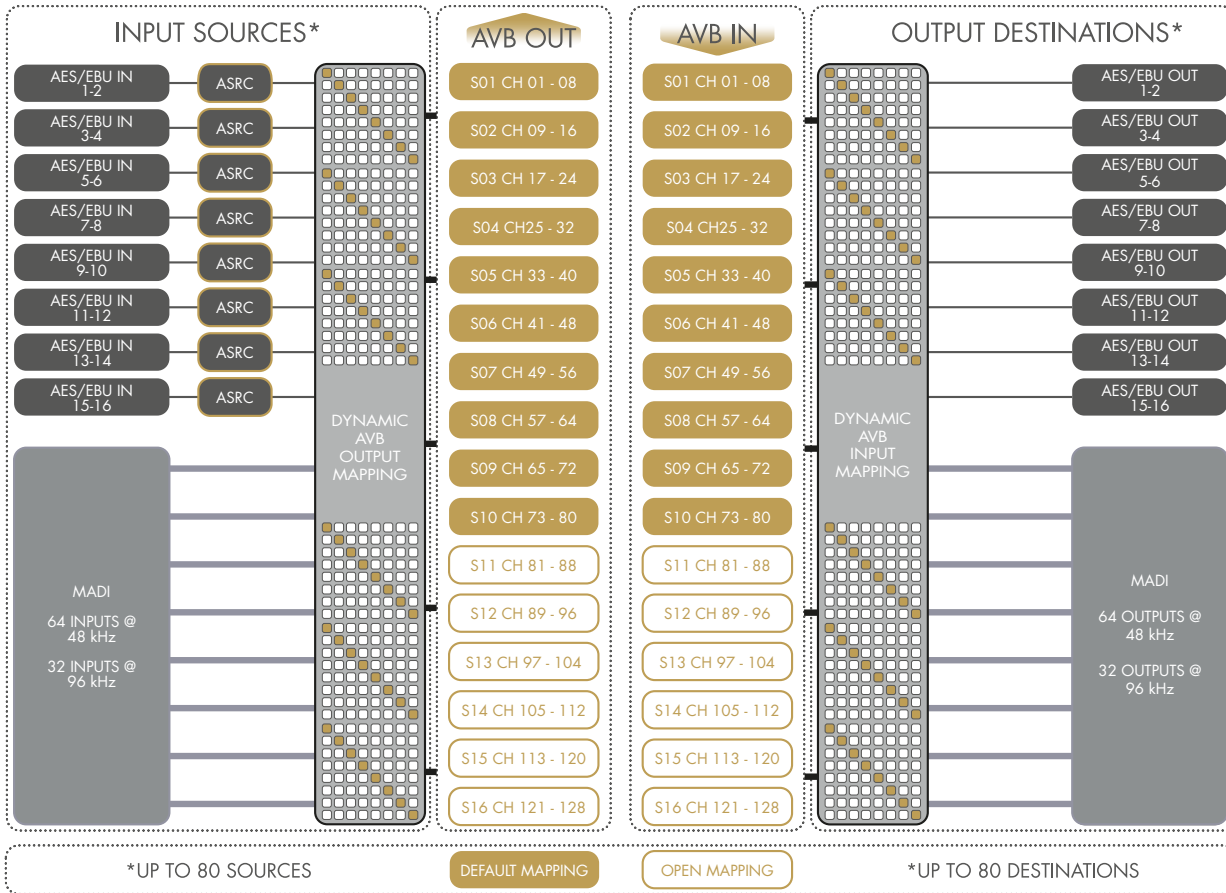 INPUT SOURCES*
AES/EBU IN
1-2
ASRC
AES/EBU IN
3-4
ASRC
AES/EBU IN
5-6
ASRC
AES/EBU IN
7-8
ASRC
AES/EBU IN
9-10
ASRC
AES/EBU IN
11-12
ASRC
AES/EBU IN
13-14
ASRC
AES/EBU IN
15-16
ASRC
MADI
64 INPUTS @
48 kHz
32 INPUTS @
96 kHz
DYNAMIC
AVB
OUTPUT
MAPPING
AVB OUT
S01 CH 01 - 08
S02 CH 09 - 16
S03 CH 17 - 24
S04 CH25 - 32
S05 CH 33 - 40
S06 CH 41 - 48
S07 CH 49 - 56
S08 CH 57 - 64
S09 CH 65 - 72
S10 CH 73 - 80
S11 CH 81 - 88
S12 CH 89 - 96
S13 CH 97 - 104
S14 CH 105 - 112
S15 CH 113 - 120
S16 CH 121 - 128
AVB IN
S01 CH 01 - 08
S02 CH 09 - 16
S03 CH 17 - 24
S04 CH25 - 32
S05 CH 33 - 40
S06 CH 41 - 48
S07 CH 49 - 56
S08 CH 57 - 64
S09 CH 65 - 72
S10 CH 73 - 80
S11 CH 81 - 88
S12 CH 89 - 96
S13 CH 97 - 104
S14 CH 105 - 112
S15 CH 113 - 120
S16 CH 121 - 128
OUTPUT DESTINATIONS*
DYNAMIC
AVB
INPUT
MAPPING
AES/EBU OUT
1-2
AES/EBU OUT
3-4
AES/EBU OUT
5-6
AES/EBU OUT
7-8
AES/EBU OUT
9-10
AES/EBU OUT
11-12
AES/EBU OUT
13-14
AES/EBU OUT
15-16
MADI
64 OUTPUTS @
48 kHz
32 OUTPUTS @
96 kHz
*UP TO 80 SOURCES
DEFAULT MAPPING
OPEN MAPPING
*UP TO 80 DESTINATIONS